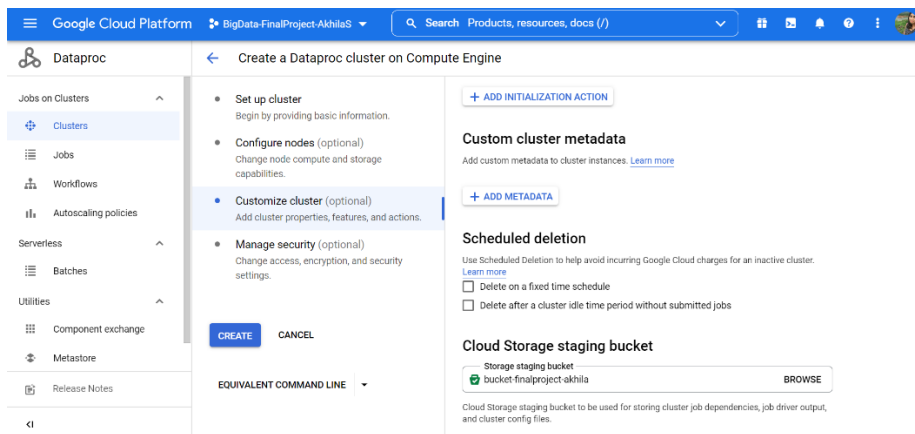 Google Cloud Platform
BigData-FinalProject-AkhilaS
Search Products, resources, docs (/)
Dataproc
Create a Dataproc cluster on Compute Engine
Jobs on Clusters
Clusters
Jobs
Workflows
Autoscaling policies
Serverless
Batches
Utilities
Component exchange
Metastore
Release Notes
Set up cluster
Begin by providing basic information.
Configure nodes (optional)
Change node compute and storage
capabilities.
Customize cluster (optional)
Add cluster properties, features, and actions.
Manage security (optional)
Change access, encryption, and security
settings.
CREATE CANCEL
EQUIVALENT COMMAND LINE
+ ADD INITIALIZATION ACTION
Custom cluster metadata
Add custom metadata to cluster instances. Learn more
+ ADD METADATA
Scheduled deletion
Use Scheduled Deletion to help avoid incurring Google Cloud charges for an inactive cluster.
Learn more
Delete on a fixed time schedule
Delete after a cluster idle time period without submitted jobs
Cloud Storage staging bucket
Storage staging bucket
bucket-finalproject-akhila BROWSE
Cloud Storage staging bucket to be used for storing cluster job dependencies, job driver output,
and cluster config files.